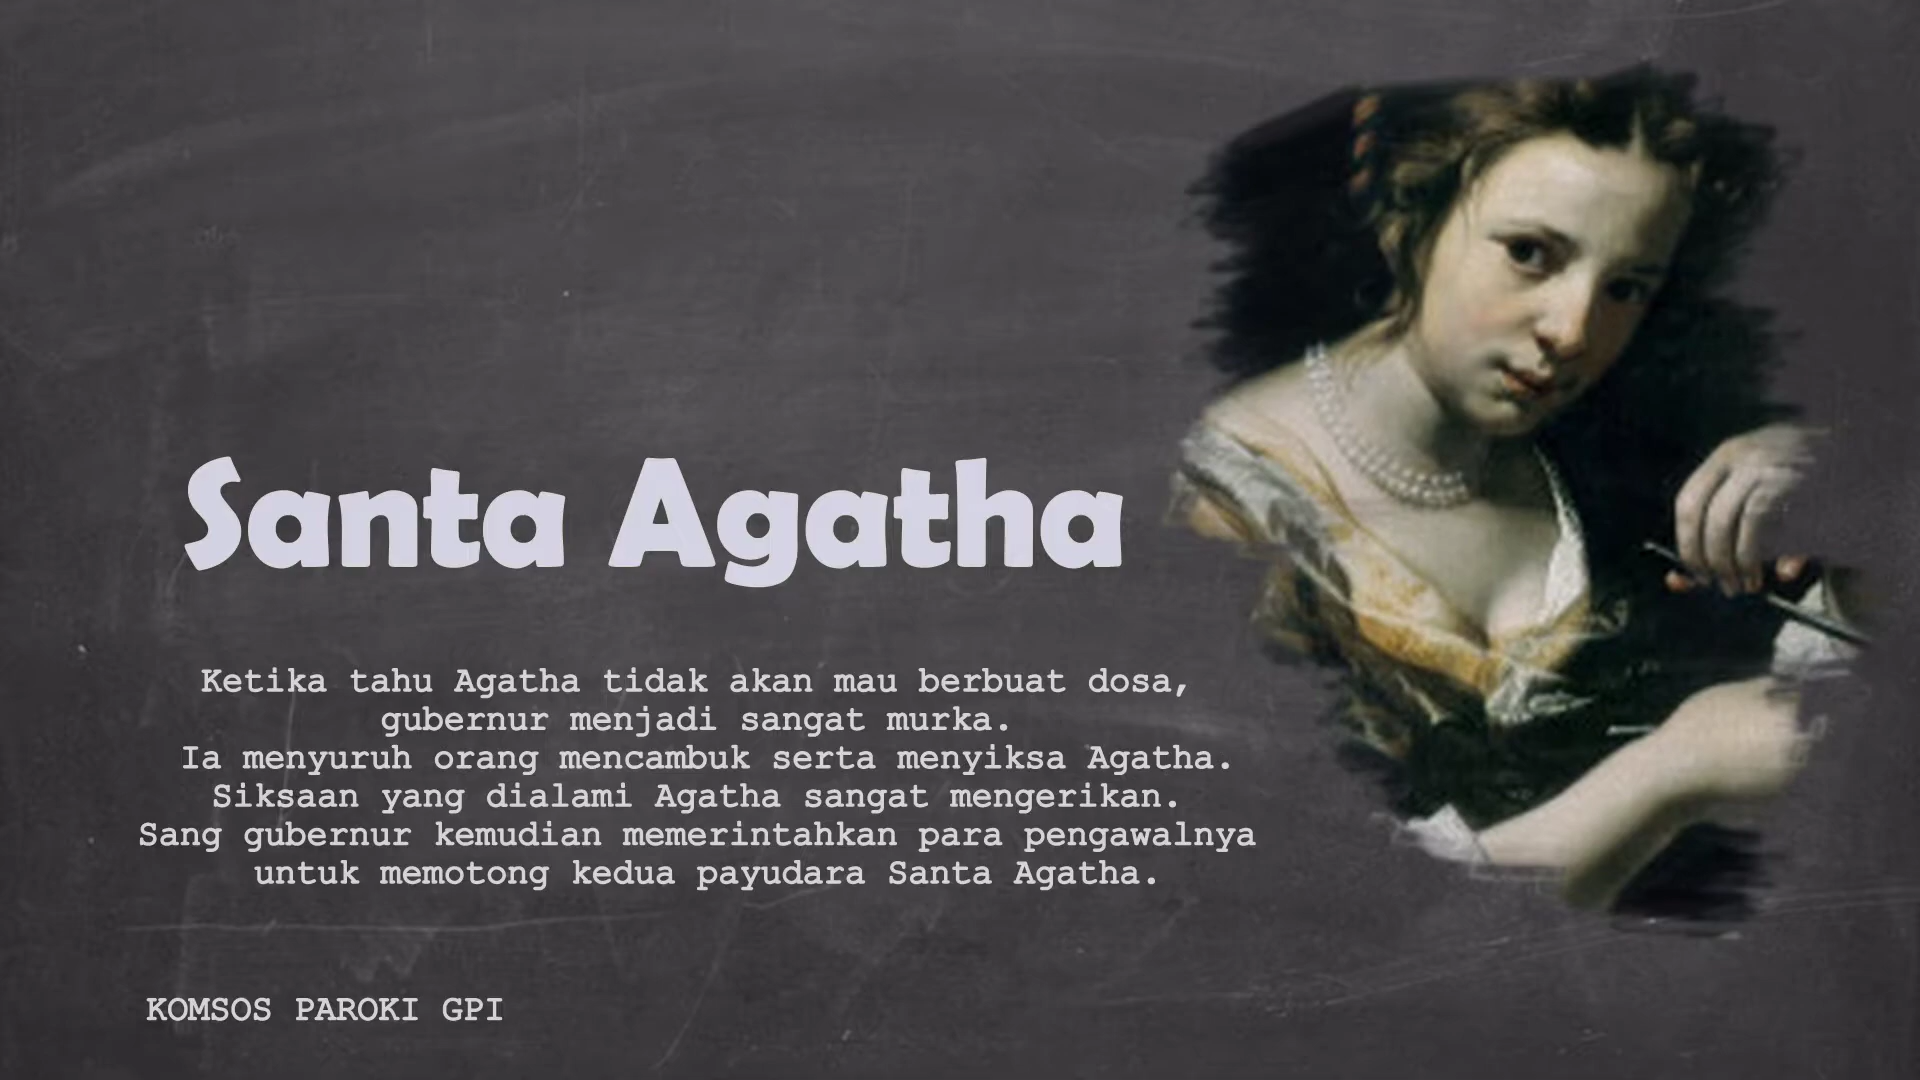 Santa Agatha
Ketika tahu Agatha tidak akan mau berbuat dosa,
gubernur menjadi sangat murka.
Ia menyuruh orang mencambuk serta menyiksa Agatha.
Siksaan yang dialami Agatha sangat mengerikan.
Sang gubernur kemudian memerintahkan para pengawalnya
untuk memotong kedua payudara Santa Agatha.
KOMSOS PAROKI GPI